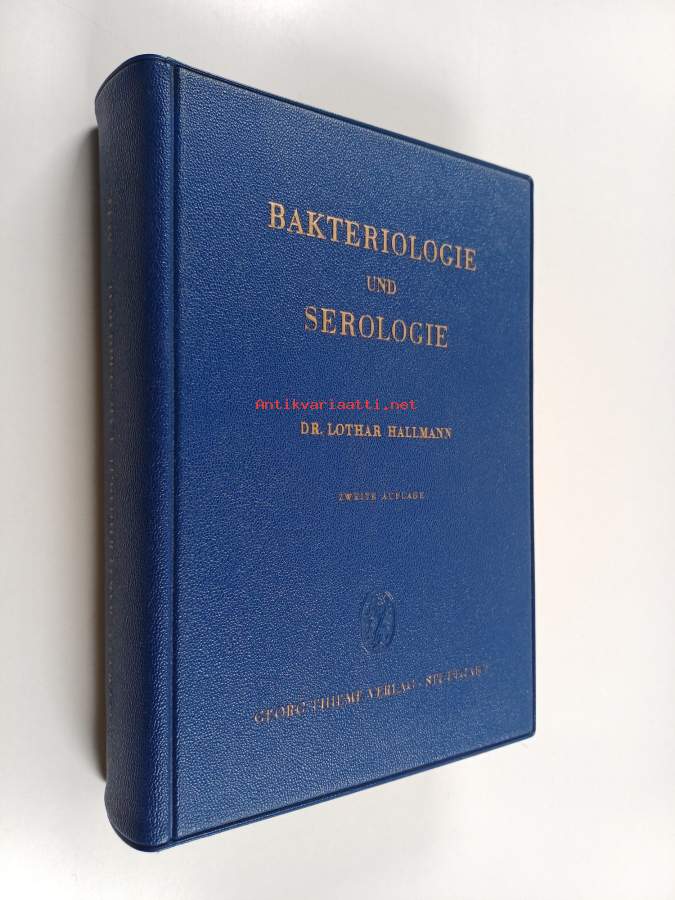 BAKTERIOLOGIE
UND
SEROLOGIE
Antikvariaatti.net
DR. LOTHAR HALLMANN
ZWEITE AUFLAGE
GEORG THIEME VERLAG · STUTTGART